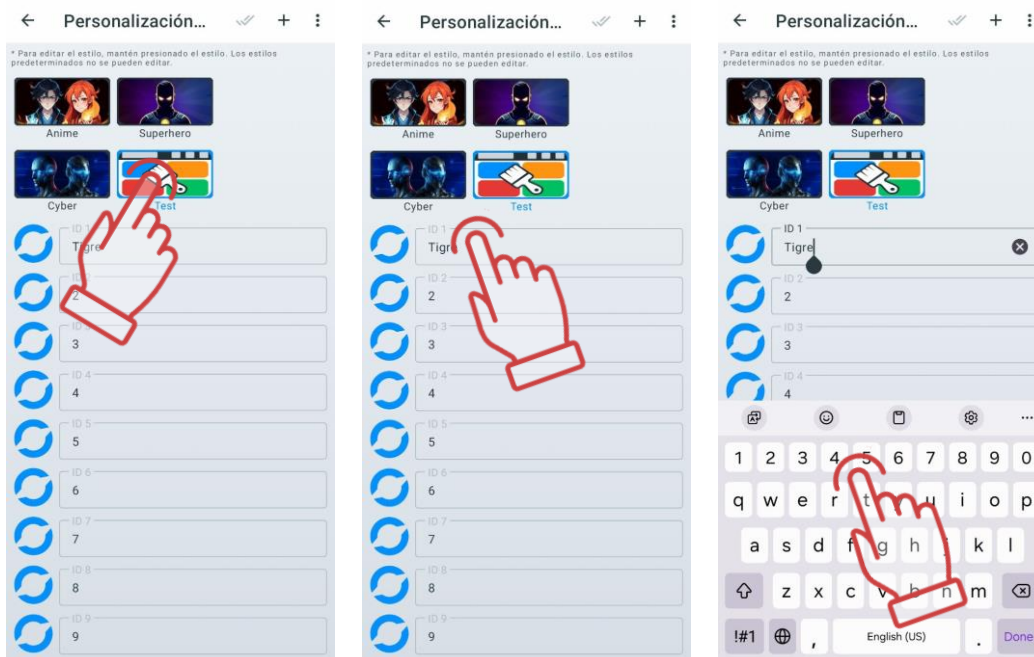 Personalización...
* Para editar el estilo, mantén presionado el estilo. Los estilos
predeterminados no se pueden editar.
Anime Superhero
Cyber Test
ID 1
Tigre
2
ID 3
3
ID 4
4
ID 5
5
ID 6
6
ID 7
7
ID 8
8
ID 9
9
Personalización...
* Para editar el estilo, mantén presionado el estilo. Los estilos
predeterminados no se pueden editar.
Anime Superhero
Cyber Test
ID 1
Tigre
ID 2
2
ID 3
3
ID 4
4
ID 5
5
ID 6
6
ID 7
7
ID 8
8
ID 9
9
Personalización...
* Para editar el estilo, mantén presionado el estilo. Los estilos
predeterminados no se pueden editar.
Anime Superhero
Cyber Test
ID 1
Tigre
ID 2
2
ID 3
3
ID 4
4
1 2 3 4 5 6 7 8 9 0
q w e r t y u i o p
a s d f g h j k l
z x c v b n m
!#1 , English (US) . Done